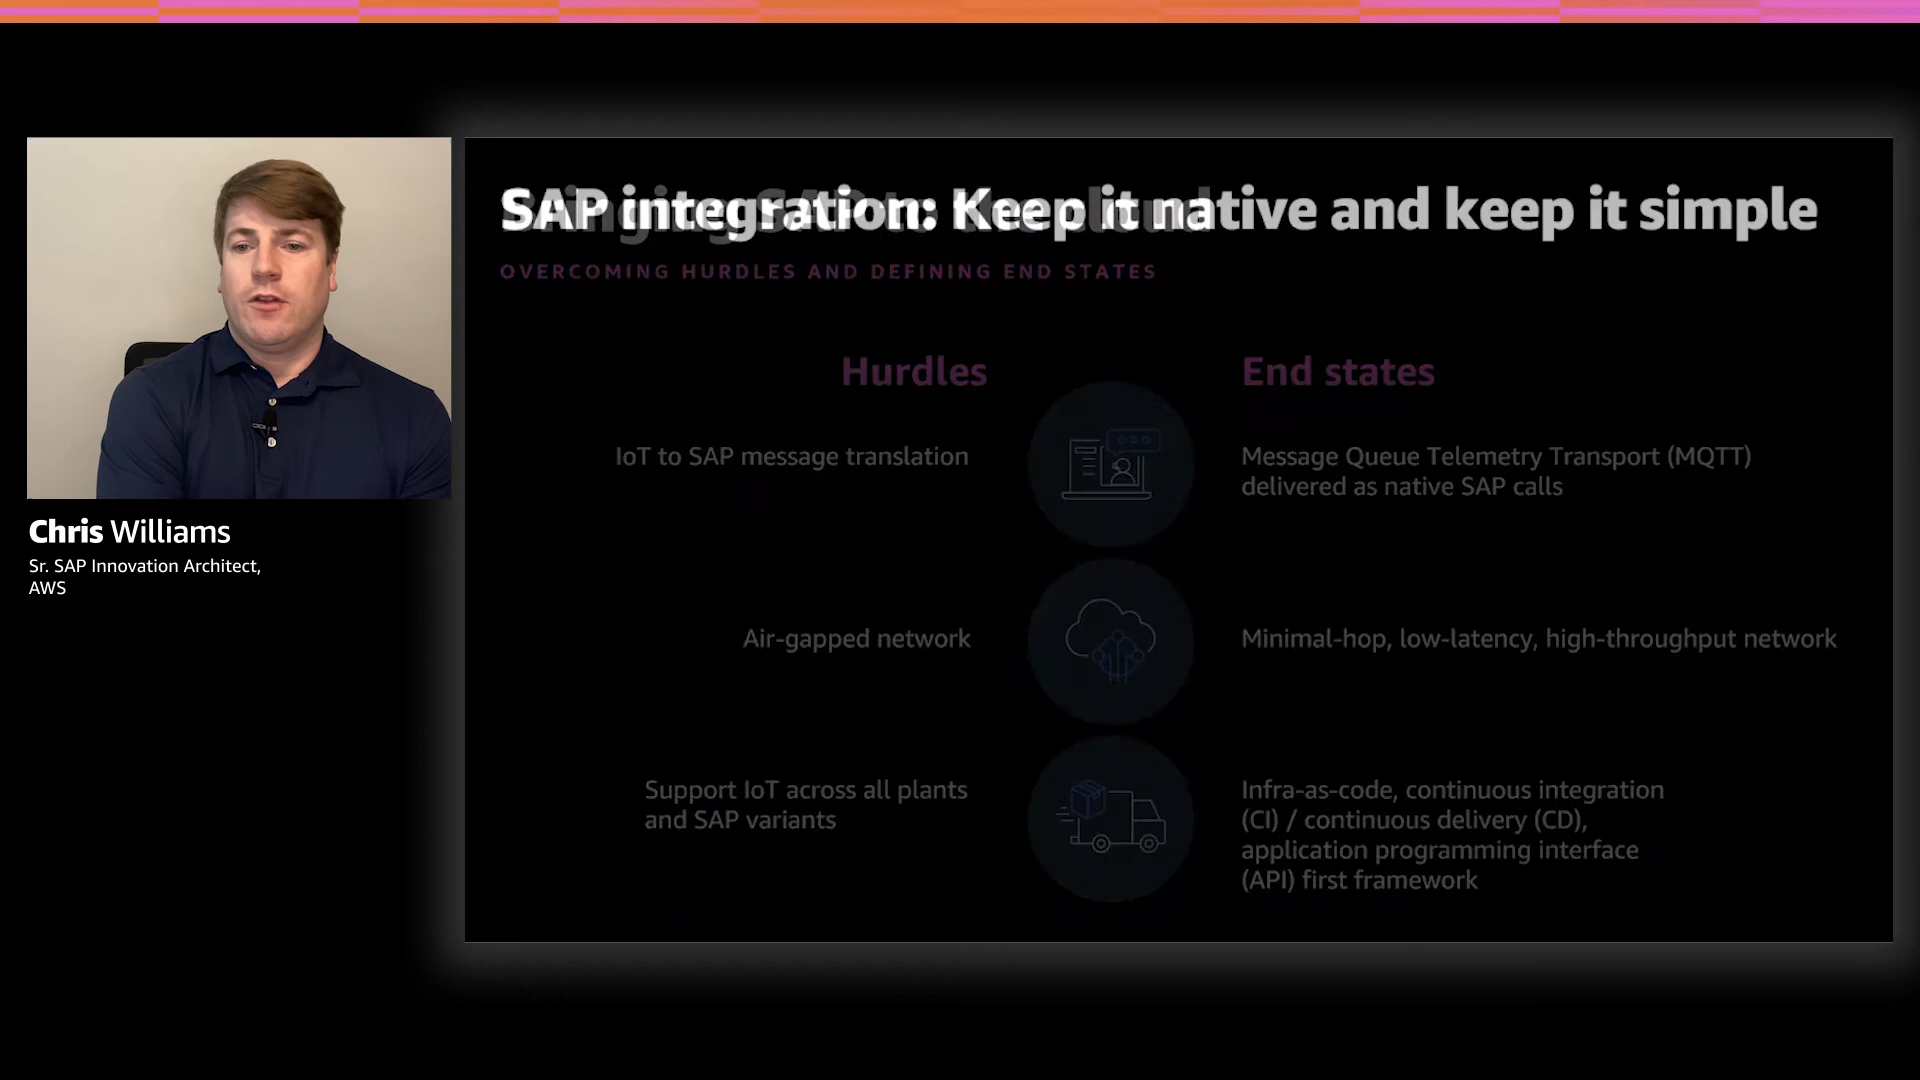 SAP integration: Keep it native and keep it simple
OVERCOMING HURDLES AND DEFINING END STATES
Hurdles
End states
IoT to SAP message translation
Message Queue Telemetry Transport (MQTT)
delivered as native SAP calls
Air-gapped network
Minimal-hop, low-latency, high-throughput network
Support IoT across all plants
and SAP variants
Infra-as-code, continuous integration
(CI) / continuous delivery (CD),
application programming interface
(API) first framework
Chris Williams
Sr. SAP Innovation Architect,
AWS